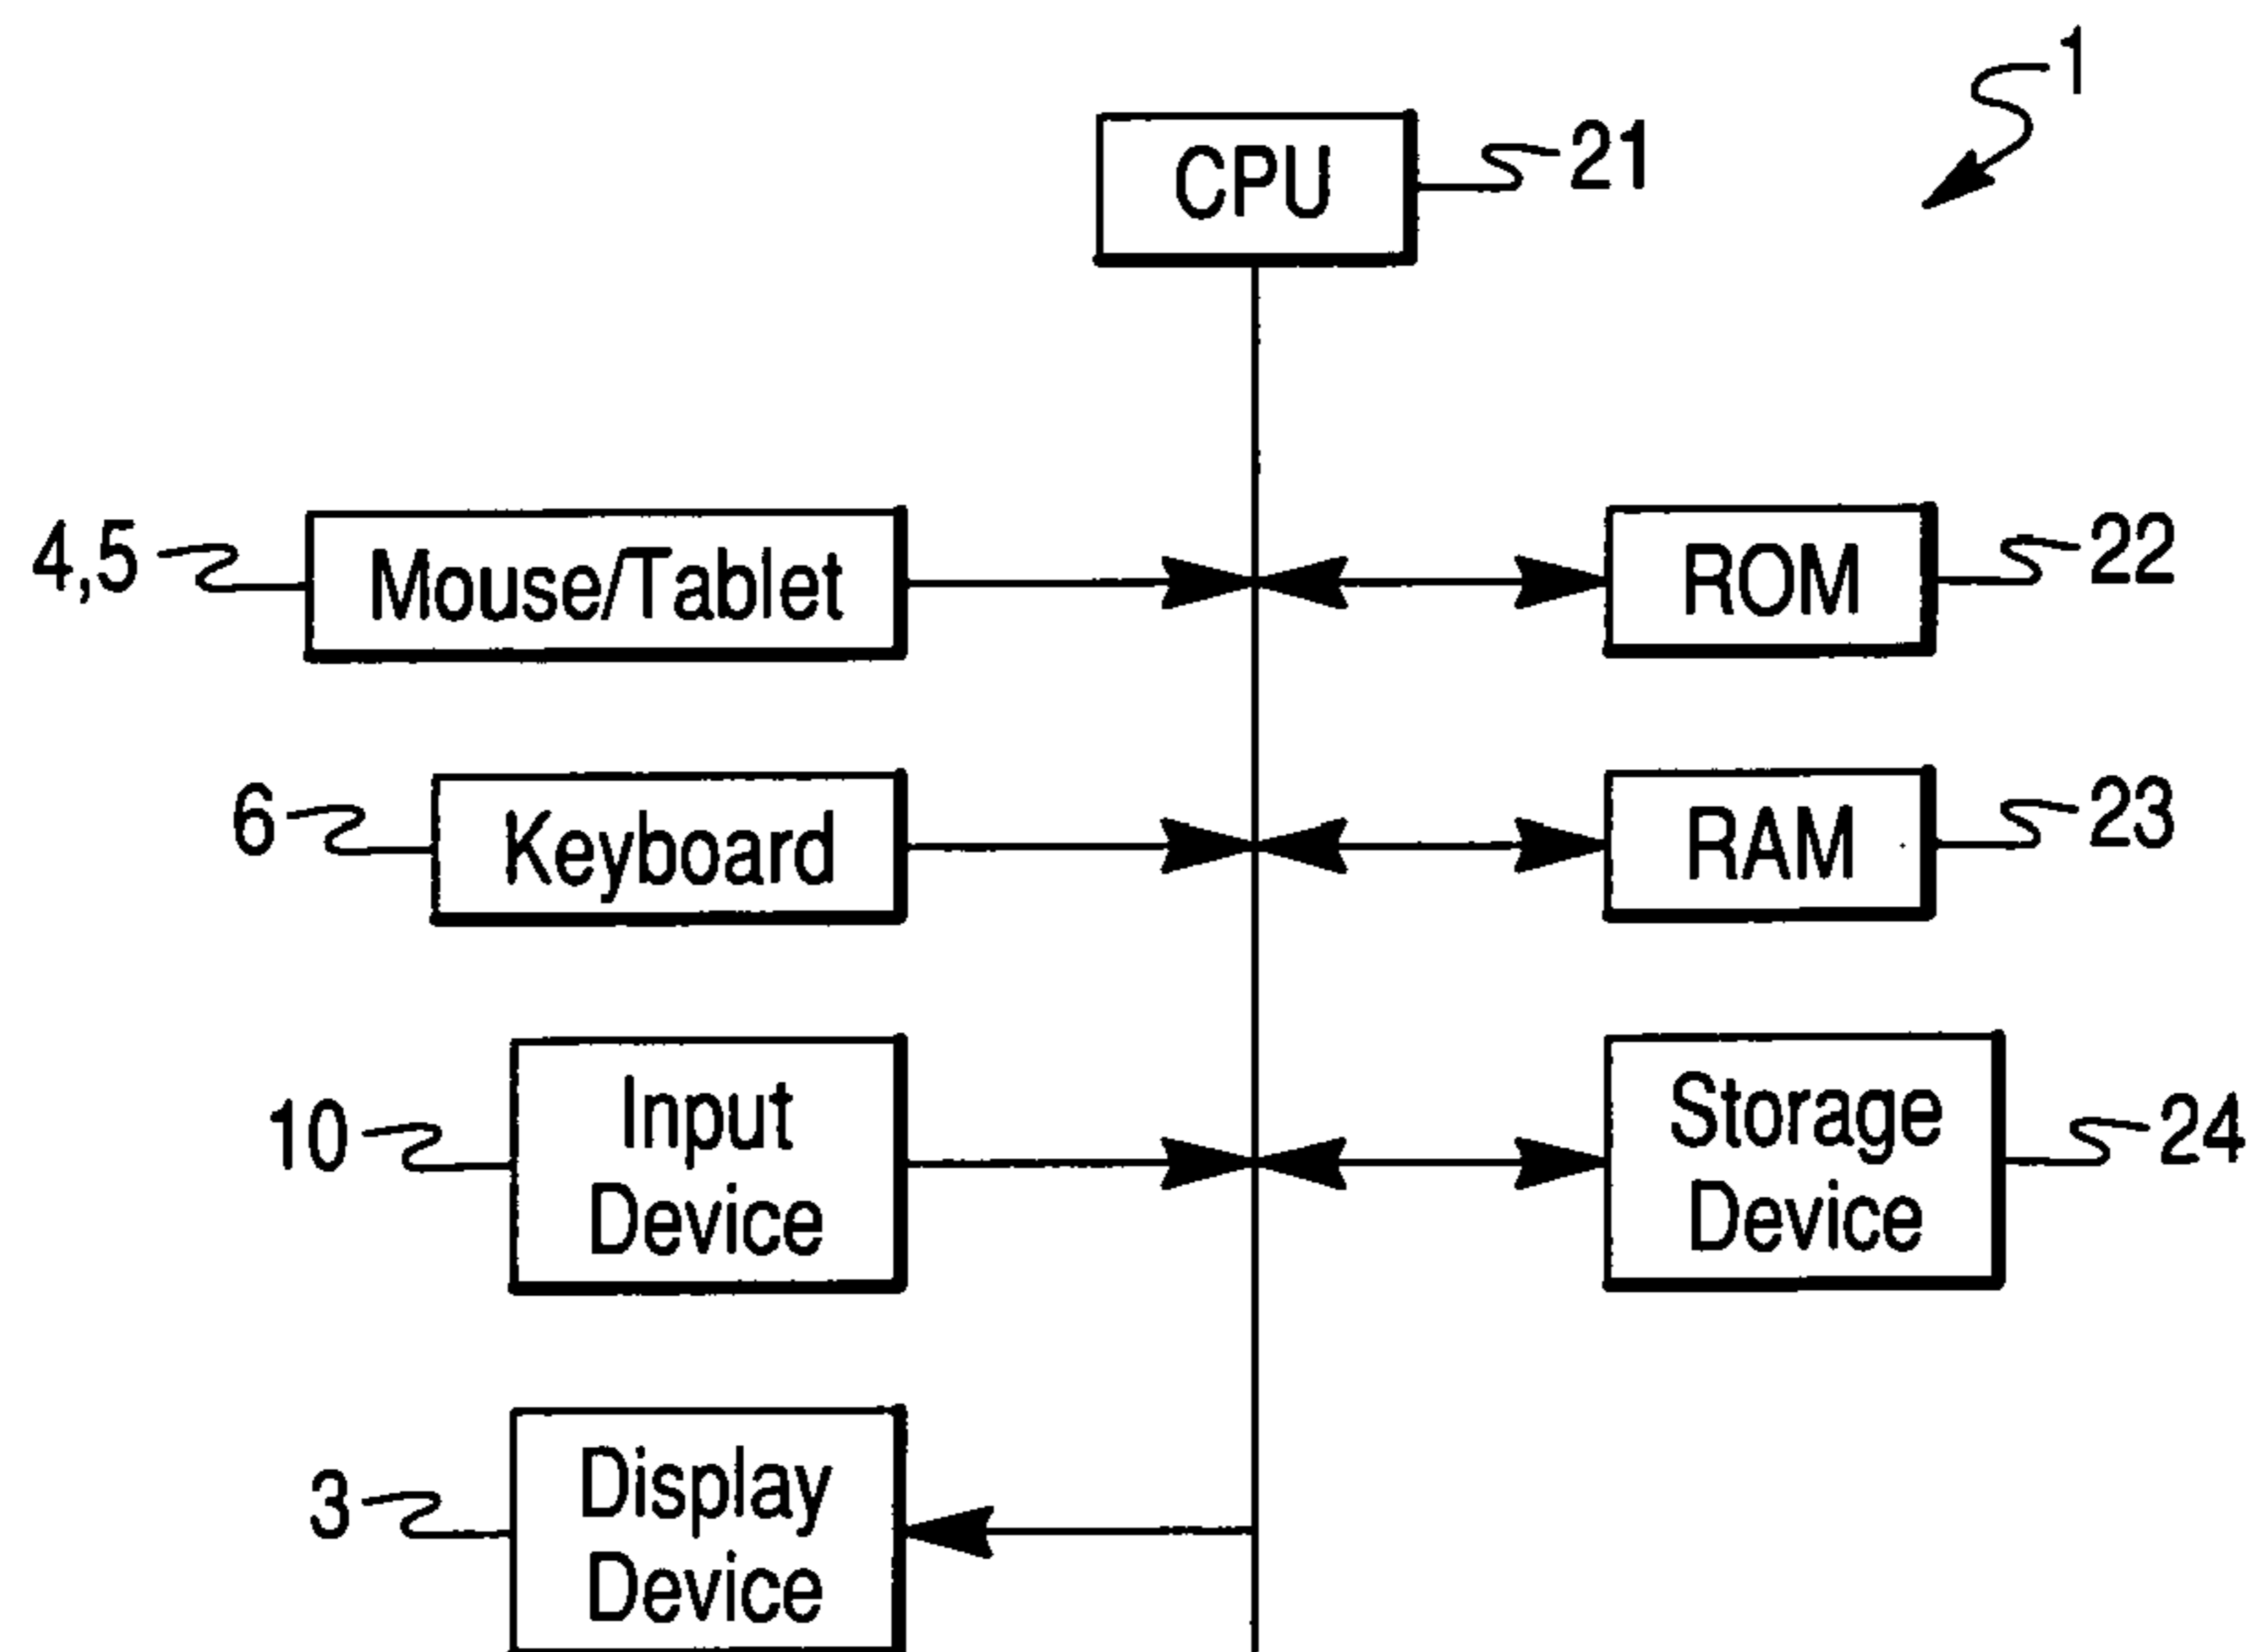 1
CPU
21
4,5
Mouse/Tablet
ROM
22
6
Keyboard
RAM
23
10
Input
Device
Storage
Device
24
3
Display
Device